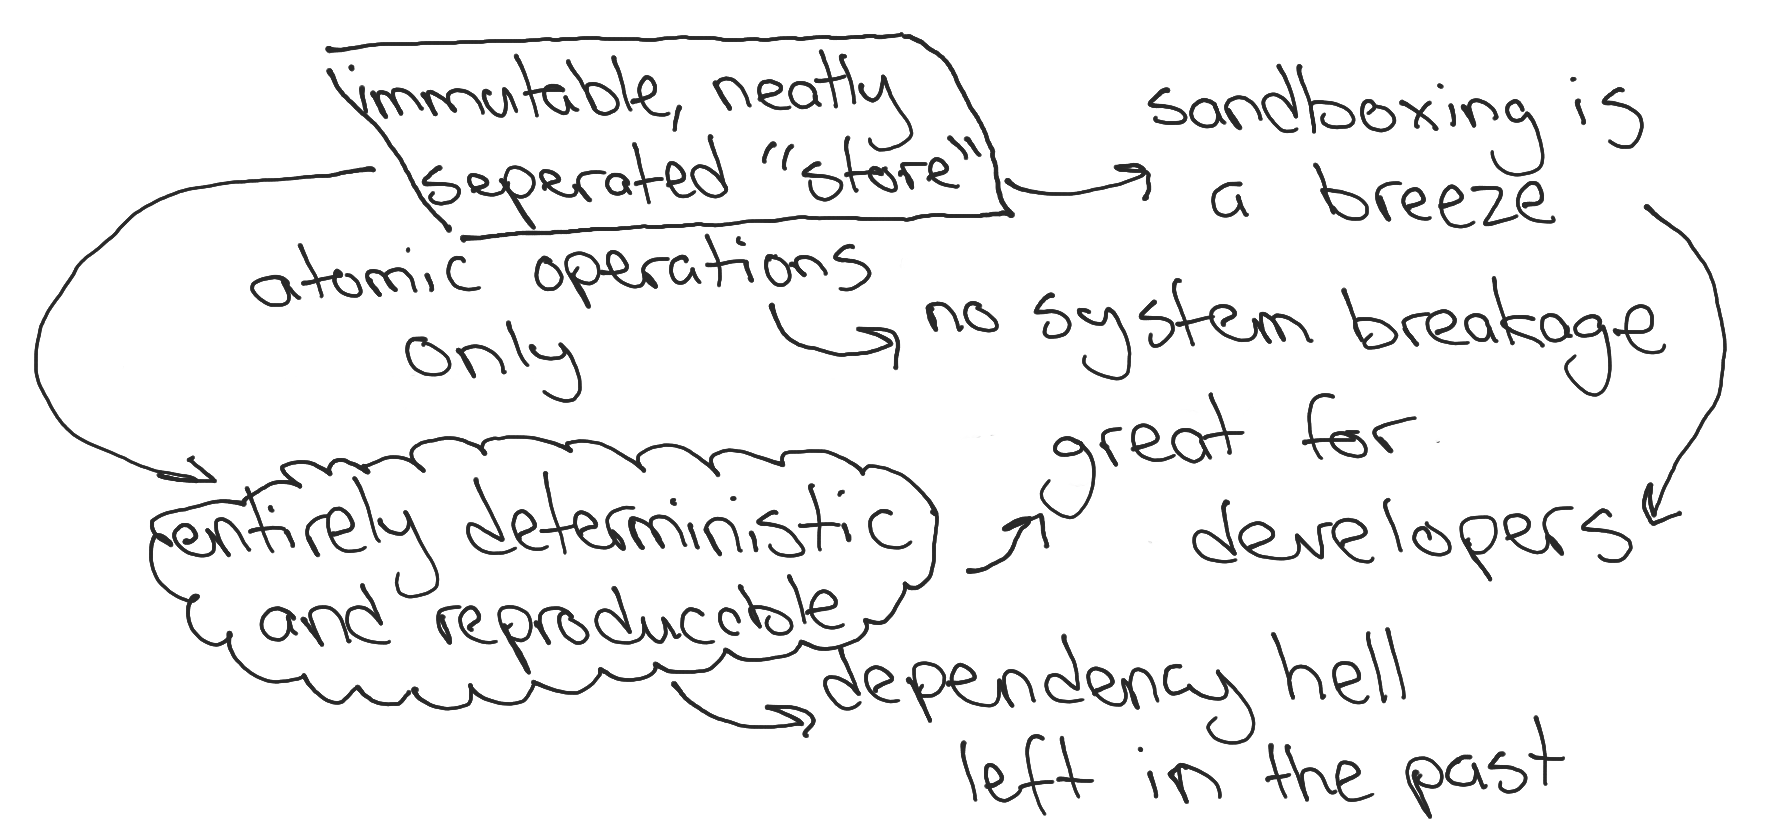 immutable, neatly
seperated "store"
sandboxing is
a breeze
atomic operations
only
no system breakage
great for
developers
entirely deterministic
and reproducable
dependency hell
left in the past